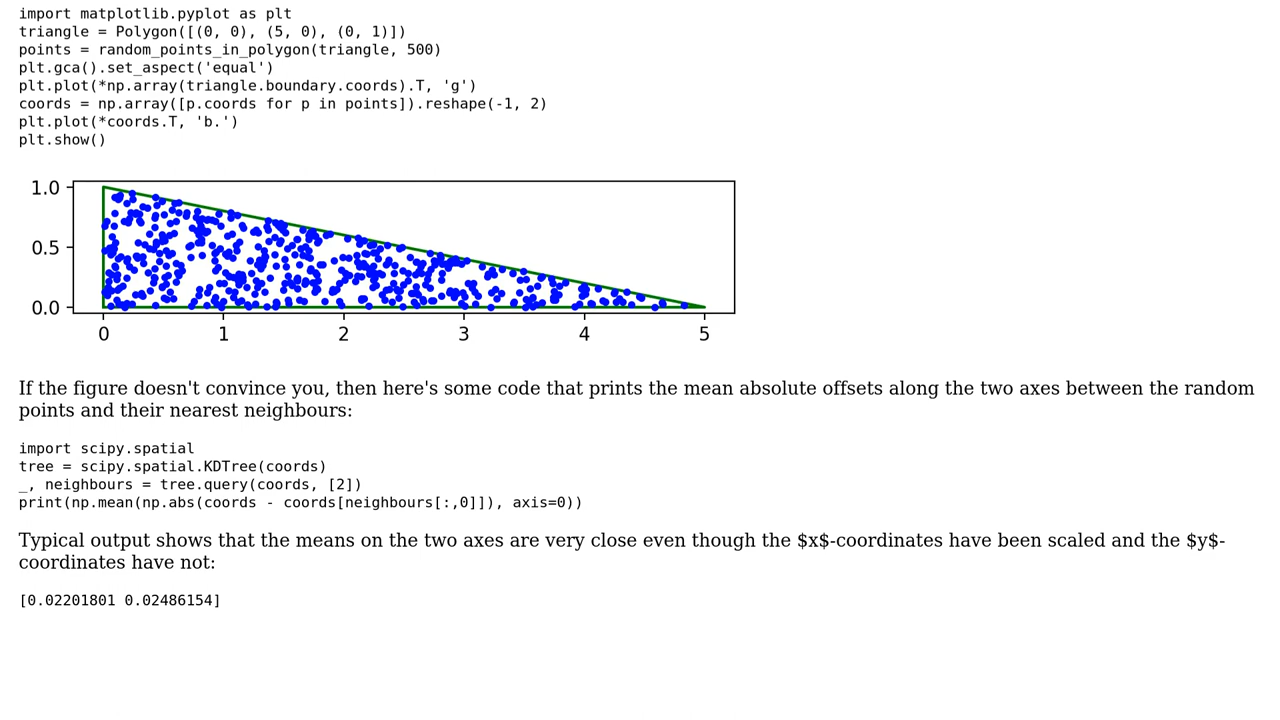 import matplotlib.pyplot as plt
triangle = Polygon([(0, 0), (5, 0), (0, 1)])
points = random_points_in_polygon(triangle, 500)
plt.gca().set_aspect('equal')
plt.plot(*np.array(triangle.boundary.coords).T, 'g')
coords = np.array([p.coords for p in points]).reshape(-1, 2)
plt.plot(*coords.T, 'b.')
plt.show()
1.0
0.5
0.0
0 1 2 3 4 5
If the figure doesn't convince you, then here's some code that prints the mean absolute offsets along the two axes between the random
points and their nearest neighbours:
import scipy.spatial
tree = scipy.spatial.KDTree(coords)
_, neighbours = tree.query(coords, [2])
print(np.mean(np.abs(coords - coords[neighbours[:,0]]), axis=0))
Typical output shows that the means on the two axes are very close even though the $x$-coordinates have been scaled and the $y$-
coordinates have not:
[0.02201801 0.02486154]